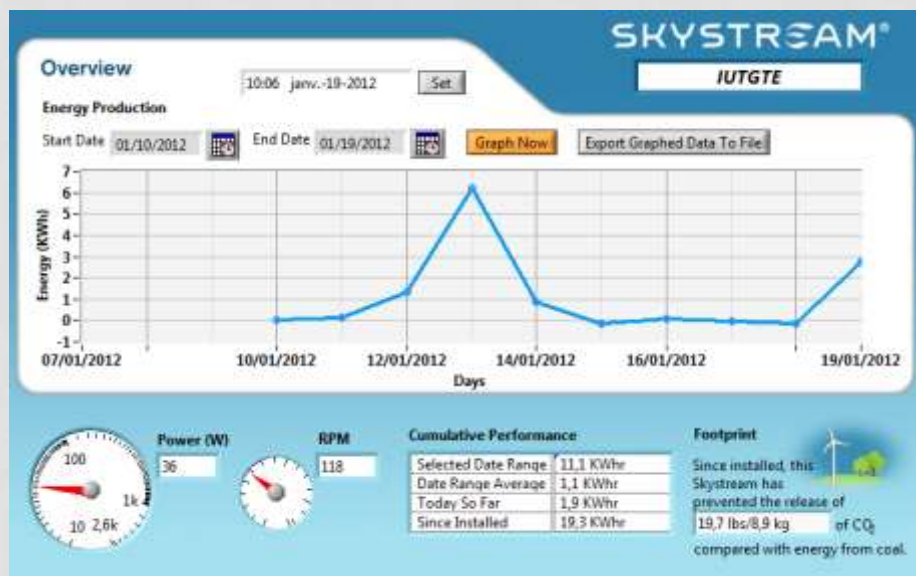 SKYSTREAM®
Overview
10:06 janv.-19-2012
Set
IUTGTE
Energy Production
Start Date 01/10/2012
End Date 01/19/2012
Graph Now
Export Graphed Data To File
Energy (KWh)
7
6
5
4
3
2
1
0
-1
07/01/2012 10/01/2012 12/01/2012 14/01/2012 16/01/2012 19/01/2012
Days
Power (W)
36
100
1k
10 2,6k
RPM
118
Cumulative Performance
Selected Date Range 11,1 KWhr
Date Range Average 1,1 KWhr
Today So Far 1,9 KWhr
Since Installed 19,3 KWhr
Footprint
Since installed, this
Skystream has
prevented the release of
19,7 lbs/8,9 kg of CO₂
compared with energy from coal.